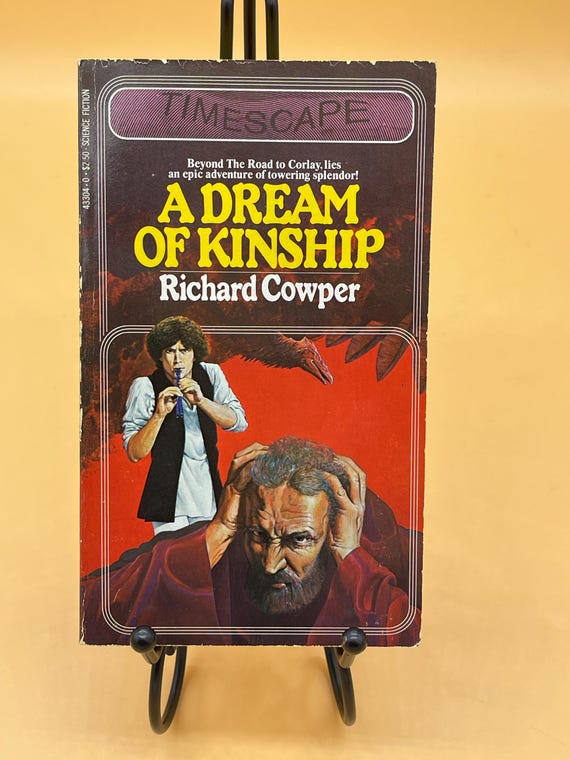 TIMESCAPE
43304-0 · $2.50 · SCIENCE FICTION
Beyond The Road to Corlay, lies
an epic adventure of towering splendor!
A DREAM
OF KINSHIP
Richard Cowper